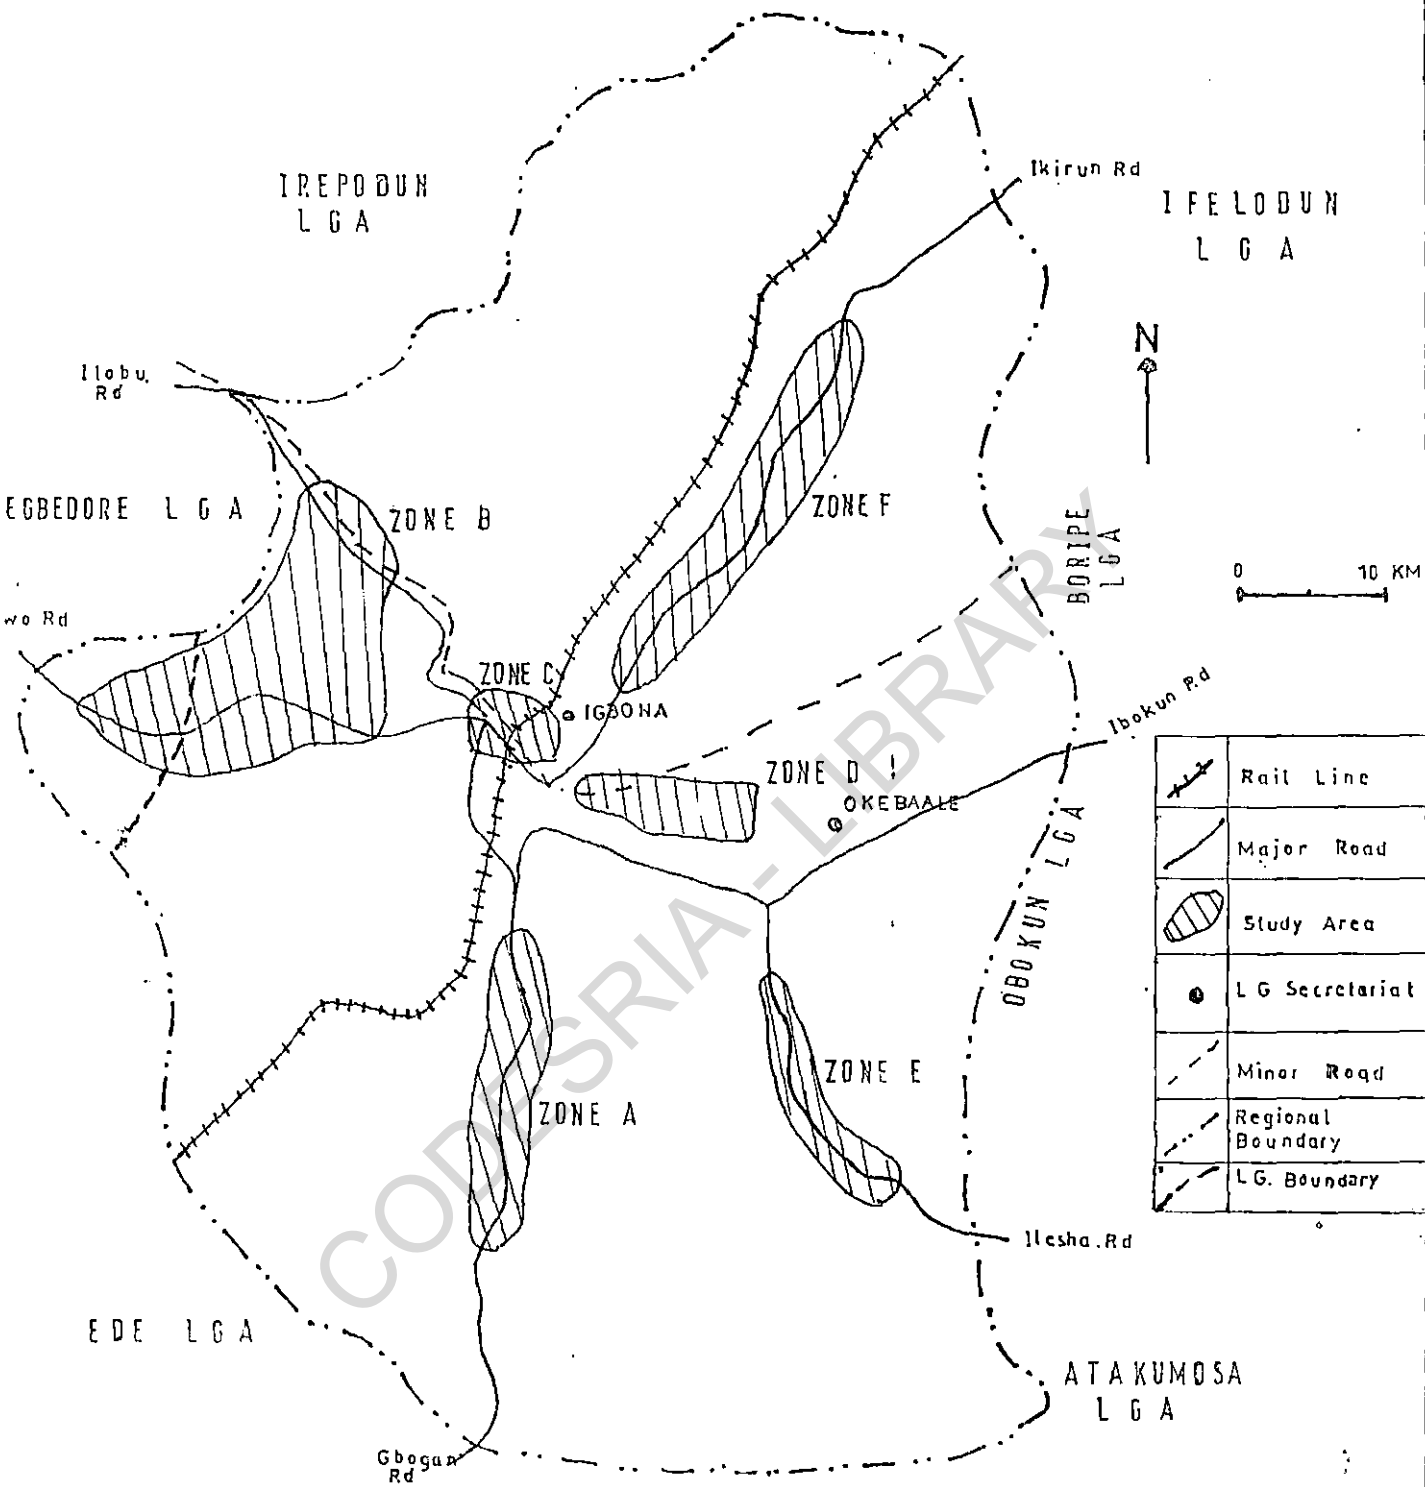 IREPODUN
L G A
Ikirun Rd
IFELODUN
L G A
N
Ilobu.
Rd
EGBEDORE L G A
ZONE B
ZONE F
BORIPE
L G A
0 10 KM
wo Rd
ZONE C
IGBONA
Ibokun Rd
ZONE D
OKEBAALE
Rail Line
Major Road
Study Area
L G Secretariat
Minor Road
Regional
Boundary
L G. Boundary
OBOKUN LGA
ZONE E
ZONE A
Ilesha.Rd
EDE L G A
ATAKUMOSA
L G A
Gbogan
Rd
CODESRIA - LIBRARY